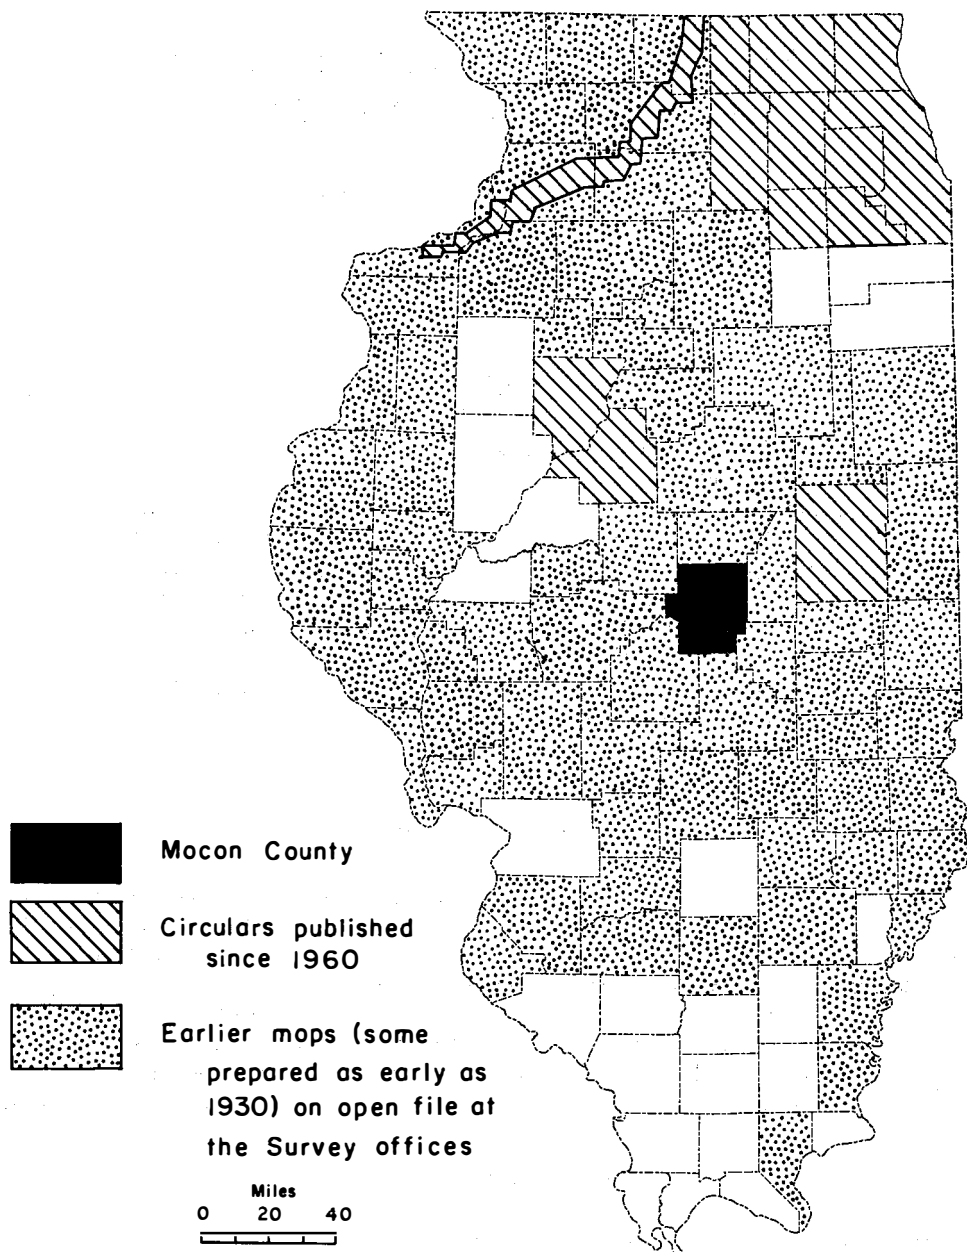 Mocon County
Circulars published
since 1960
Earlier mops (some
prepared as early as
1930) on open file at
the Survey offices
Miles
0 20 40